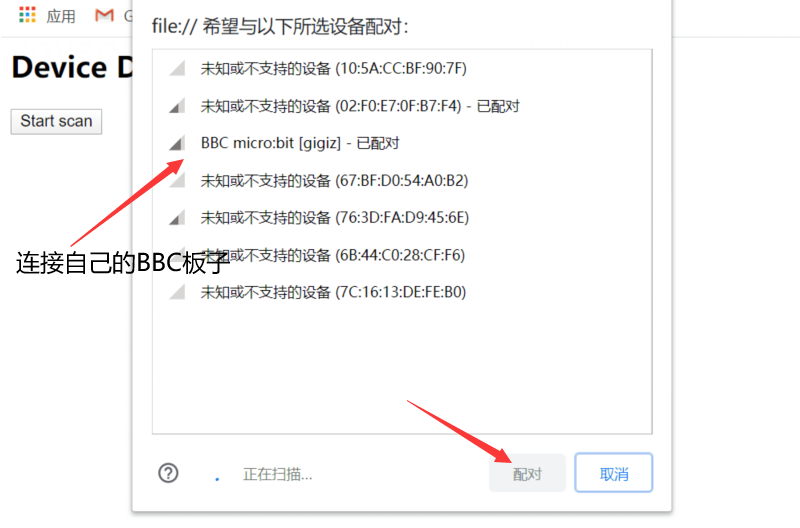 应用
G
file:// 希望与以下所选设备配对：
Device D
未知或不支持的设备 (10:5A:CC:BF:90:7F)
未知或不支持的设备 (02:F0:E7:0F:B7:F4) - 已配对
Start scan
BBC micro:bit [gigiz] - 已配对
未知或不支持的设备 (67:BF:D0:54:A0:B2)
未知或不支持的设备 (76:3D:FA:D9:45:6E)
连接自己的BBC板子
未知或不支持的设备 (6B:44:C0:28:CF:F6)
未知或不支持的设备 (7C:16:13:DE:FE:B0)
正在扫描...
配对
取消